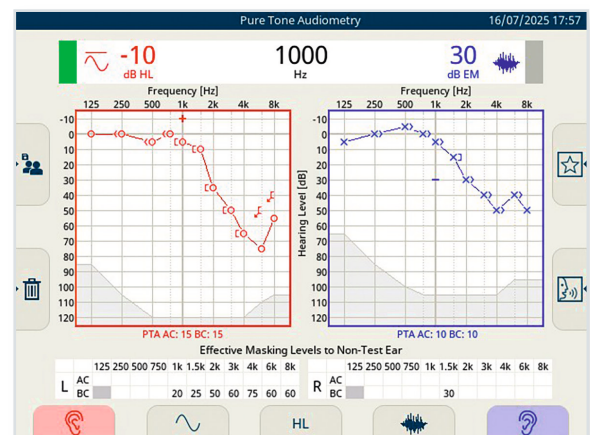 Pure Tone Audiometry 16/07/2025 17:57
-10 1000 30
dB HL Hz dB EM
Frequency [Hz] Frequency [Hz]
125 250 500 1k 2k 4k 8k 125 250 500 1k 2k 4k 8k
-10 -10
0 0
10 10
20 20
30 30
40 40
50 50
60 60
70 70
80 80
90 90
100 100
110 110
120 120
Hearing Level [dB]
PTA AC: 15 BC: 15 PTA AC: 10 BC: 10
Effective Masking Levels to Non-Test Ear
125 250 500 750 1k 1.5k 2k 3k 4k 6k 8k 125 250 500 750 1k 1.5k 2k 3k 4k 6k 8k
L AC R AC
BC 20 25 50 60 75 60 60 BC 30
HL